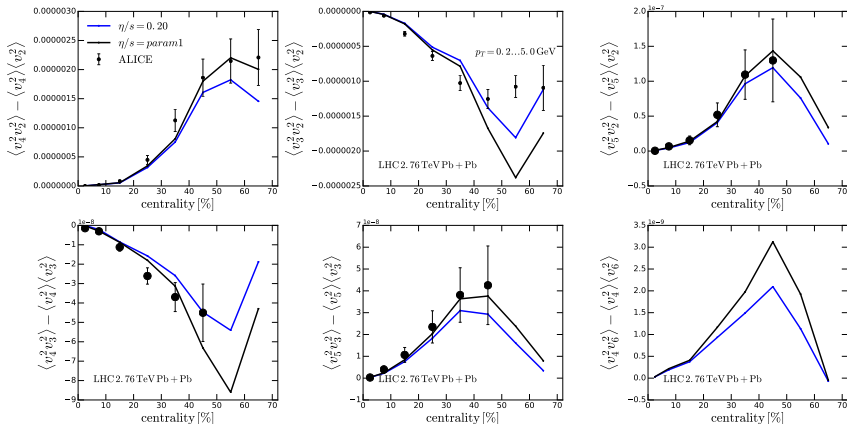 0.0000030
0.0000025
0.0000020
0.0000015
0.0000010
0.0000005
0.0000000
0 10 20 30 40 50 60 70
centrality [%]
⟨v₄²v₂²⟩ − ⟨v₄²⟩⟨v₂²⟩
η/s = 0.20
η/s = param1
ALICE
0.0000000
−0.0000005
−0.0000010
−0.0000015
−0.0000020
−0.0000025
0 10 20 30 40 50 60 70
centrality [%]
⟨v₃²v₂²⟩ − ⟨v₃²⟩⟨v₂²⟩
p_T = 0.2…5.0 GeV
LHC 2.76 TeV Pb + Pb
1e−7
2.0
1.5
1.0
0.5
0.0
−0.5
0 10 20 30 40 50 60 70
centrality [%]
⟨v₅²v₂²⟩ − ⟨v₅²⟩⟨v₂²⟩
LHC 2.76 TeV Pb + Pb
1e−8
0
−1
−2
−3
−4
−5
−6
−7
−8
−9
0 10 20 30 40 50 60 70
centrality [%]
⟨v₄²v₃²⟩ − ⟨v₄²⟩⟨v₃²⟩
LHC 2.76 TeV Pb + Pb
1e−8
7
6
5
4
3
2
1
0
−1
0 10 20 30 40 50 60 70
centrality [%]
⟨v₅²v₃²⟩ − ⟨v₅²⟩⟨v₃²⟩
LHC 2.76 TeV Pb + Pb
1e−9
3.5
3.0
2.5
2.0
1.5
1.0
0.5
0.0
−0.5
0 10 20 30 40 50 60 70
centrality [%]
⟨v₄²v₆²⟩ − ⟨v₄²⟩⟨v₆²⟩
LHC 2.76 TeV Pb + Pb